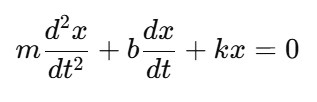 m d²x/dt² + b dx/dt + kx = 0